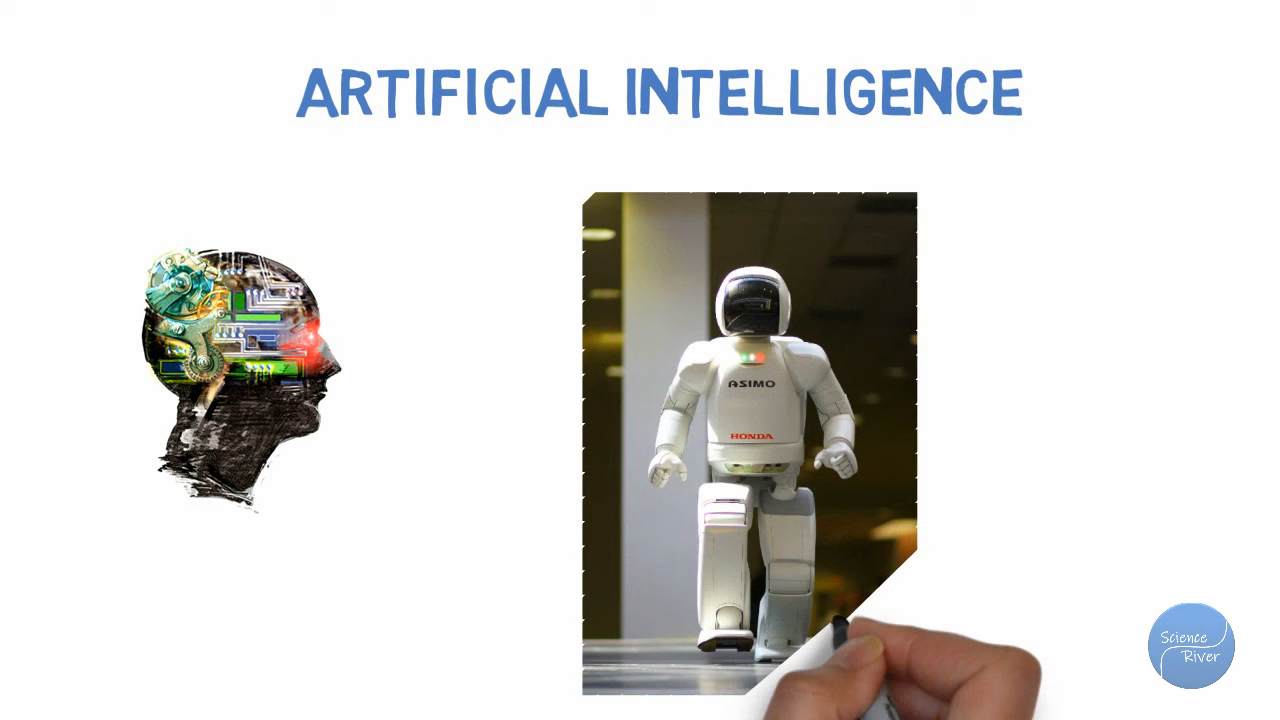 ARTIFICIAL INTELLIGENCE
ASIMO
HONDA
Science
River